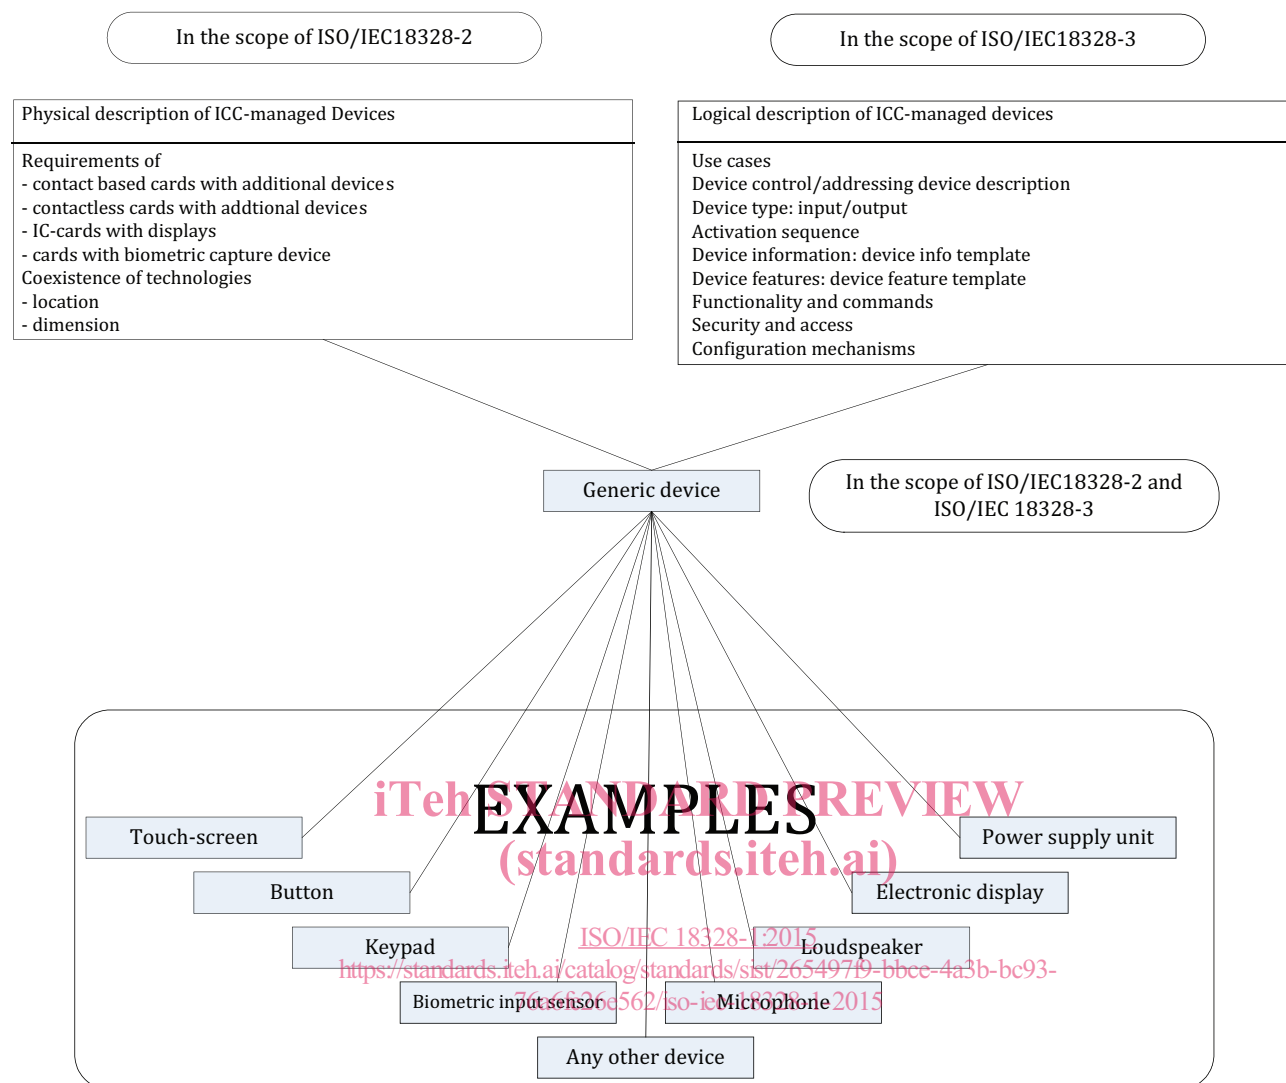 In the scope of ISO/IEC18328-2
In the scope of ISO/IEC18328-3
Physical description of ICC-managed Devices
Requirements of
- contact based cards with additional devices
- contactless cards with addtional devices
- IC-cards with displays
- cards with biometric capture device
Coexistence of technologies
- location
- dimension
Logical description of ICC-managed devices
Use cases
Device control/addressing device description
Device type: input/output
Activation sequence
Device information: device info template
Device features: device feature template
Functionality and commands
Security and access
Configuration mechanisms
Generic device
In the scope of ISO/IEC18328-2 and
ISO/IEC 18328-3
EXAMPLES
iTeh STANDARD PREVIEW
(standards.iteh.ai)
Touch-screen
Power supply unit
Button
Electronic display
Keypad
Loudspeaker
ISO/IEC 18328-1:2015
https://standards.iteh.ai/catalog/standards/sist/265497f9-bbce-4a3b-bc93-
Biometric input sensor
Microphone
Any other device